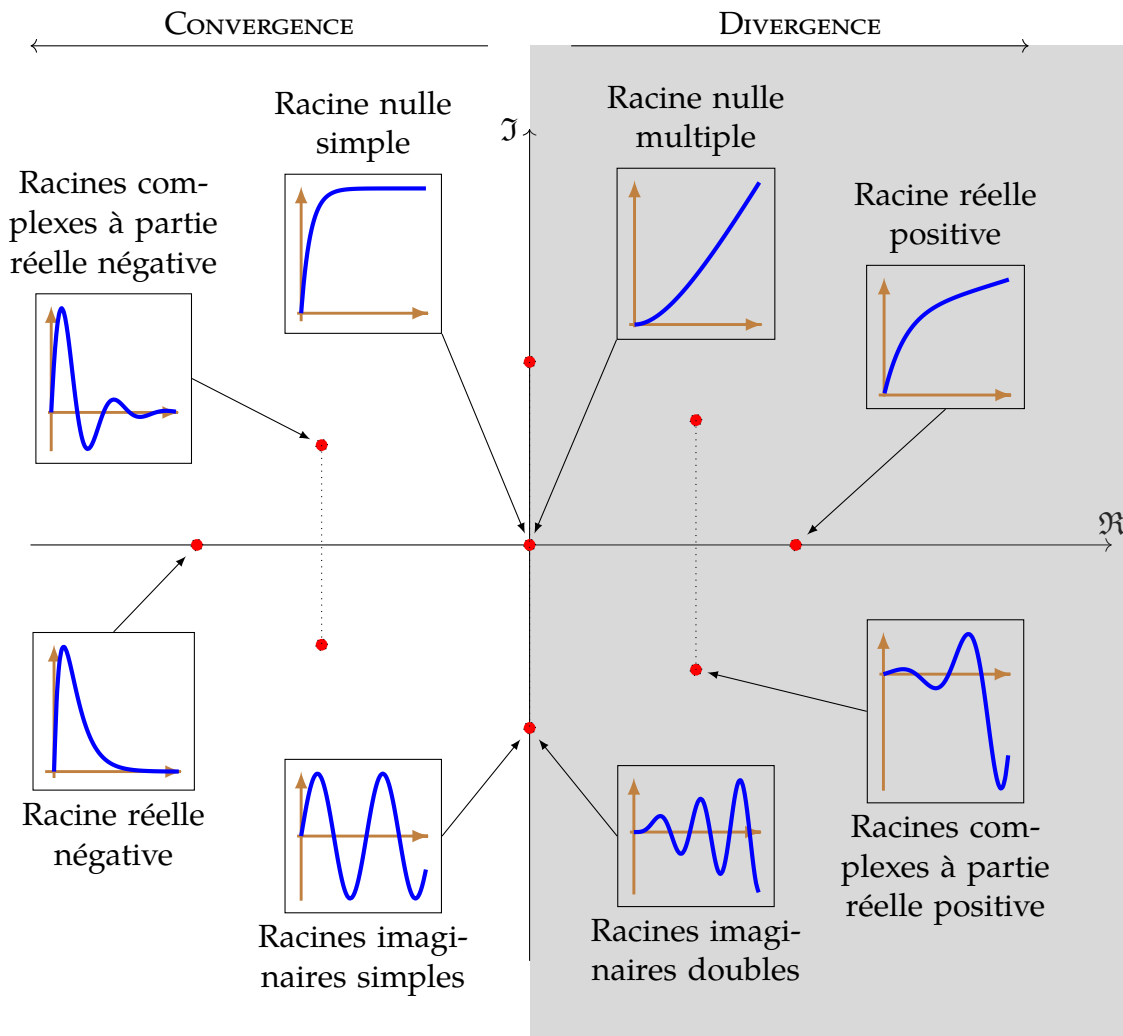 CONVERGENCE
DIVERGENCE
Racine nulle
simple
Racine nulle
multiple
ℑ
Racines com-
plexes à partie
réelle négative
Racine réelle
positive
ℜ
Racine réelle
négative
Racines imagi-
naires simples
Racines imagi-
naires doubles
Racines com-
plexes à partie
réelle positive